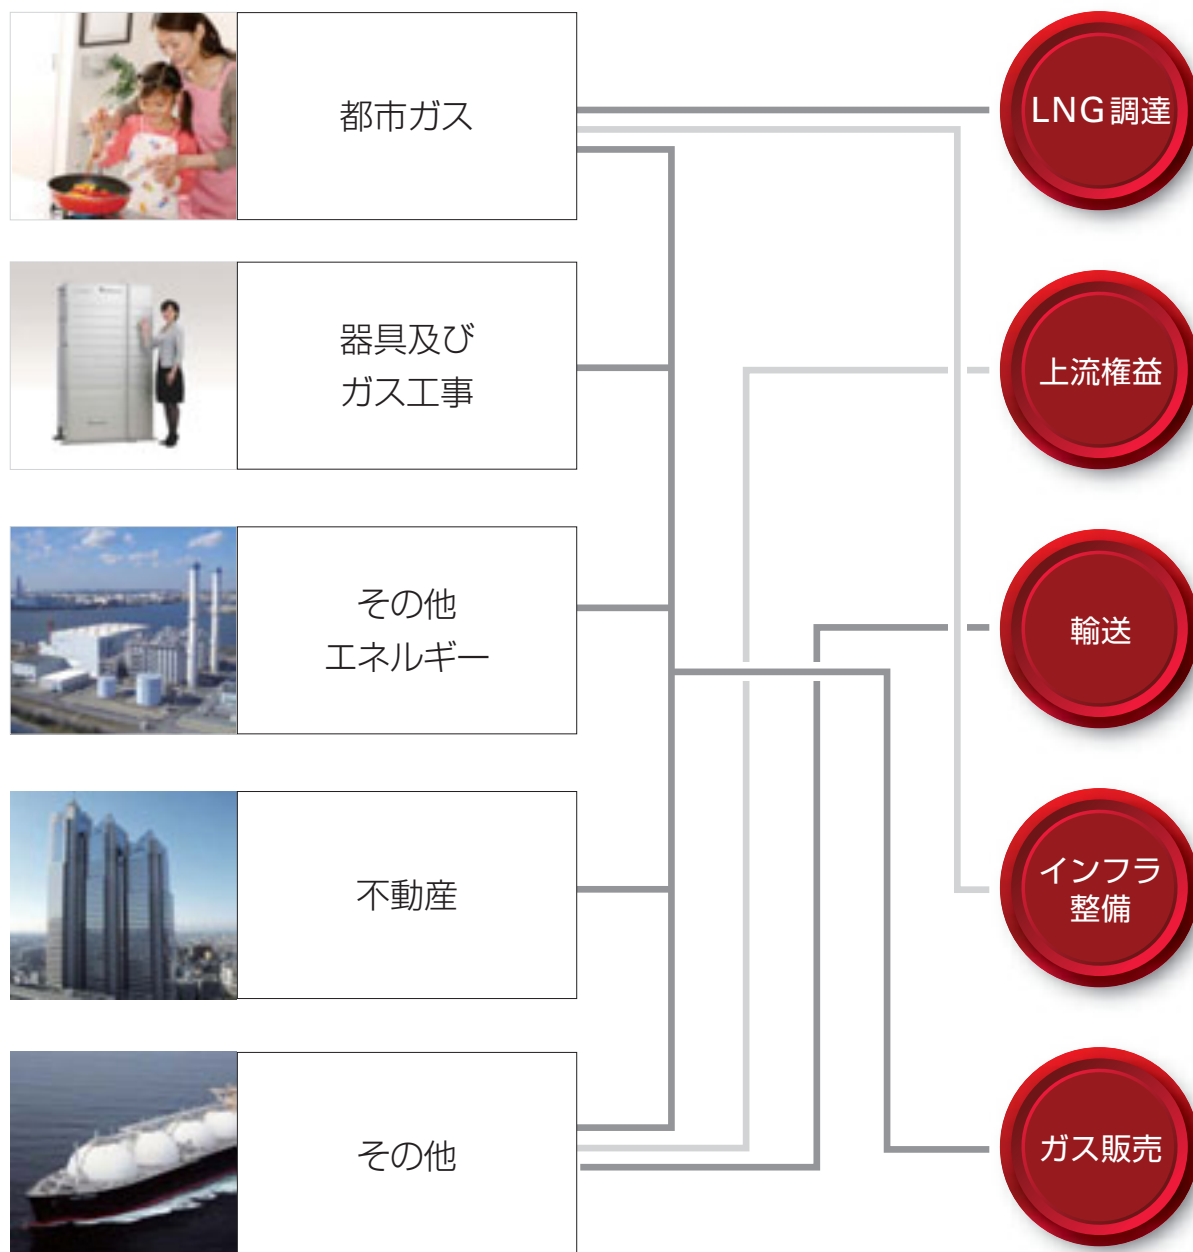 都市ガス
器具及び
ガス工事
その他
エネルギー
不動産
その他
LNG調達
上流権益
輸送
インフラ
整備
ガス販売